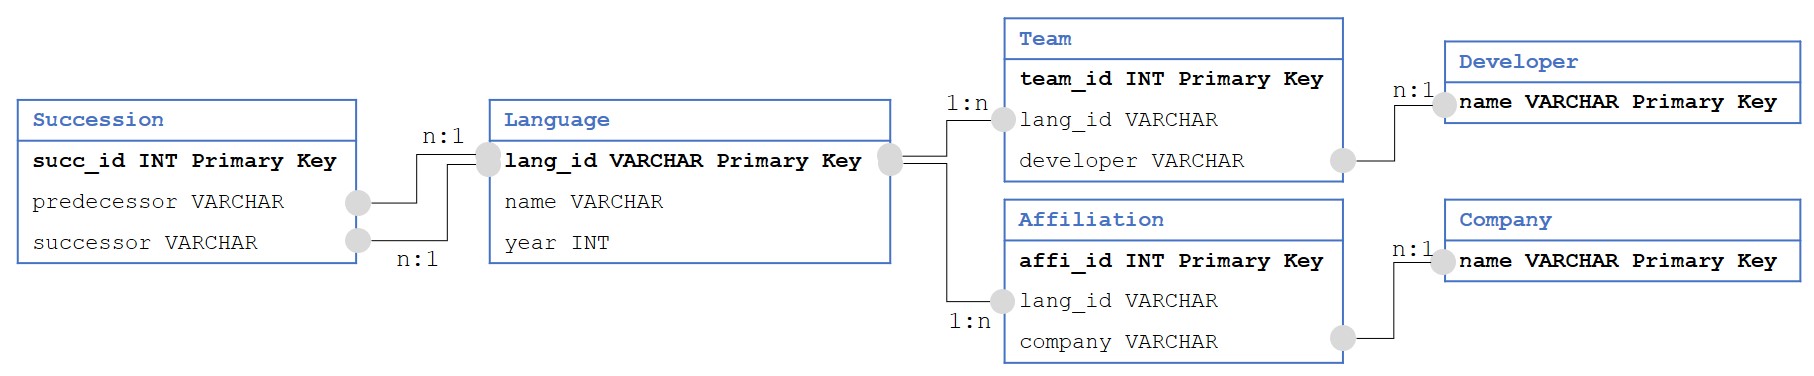 Succession
succ_id INT Primary Key
predecessor VARCHAR
successor VARCHAR
n:1
n:1
Language
lang_id VARCHAR Primary Key
name VARCHAR
year INT
1:n
1:n
Team
team_id INT Primary Key
lang_id VARCHAR
developer VARCHAR
Affiliation
affi_id INT Primary Key
lang_id VARCHAR
company VARCHAR
n:1
n:1
Developer
name VARCHAR Primary Key
Company
name VARCHAR Primary Key